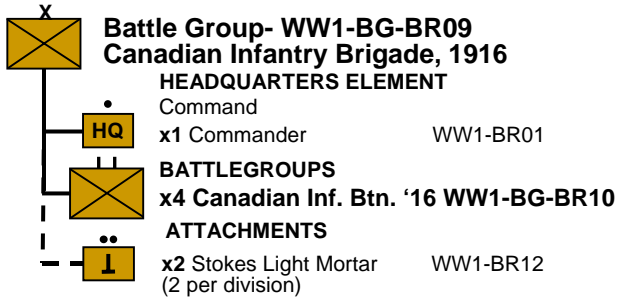 X
Battle Group- WW1-BG-BR09
Canadian Infantry Brigade, 1916
HEADQUARTERS ELEMENT
Command
HQ x1 Commander WW1-BR01
BATTLEGROUPS
x4 Canadian Inf. Btn. ‘16 WW1-BG-BR10
ATTACHMENTS
x2 Stokes Light Mortar WW1-BR12
(2 per division)